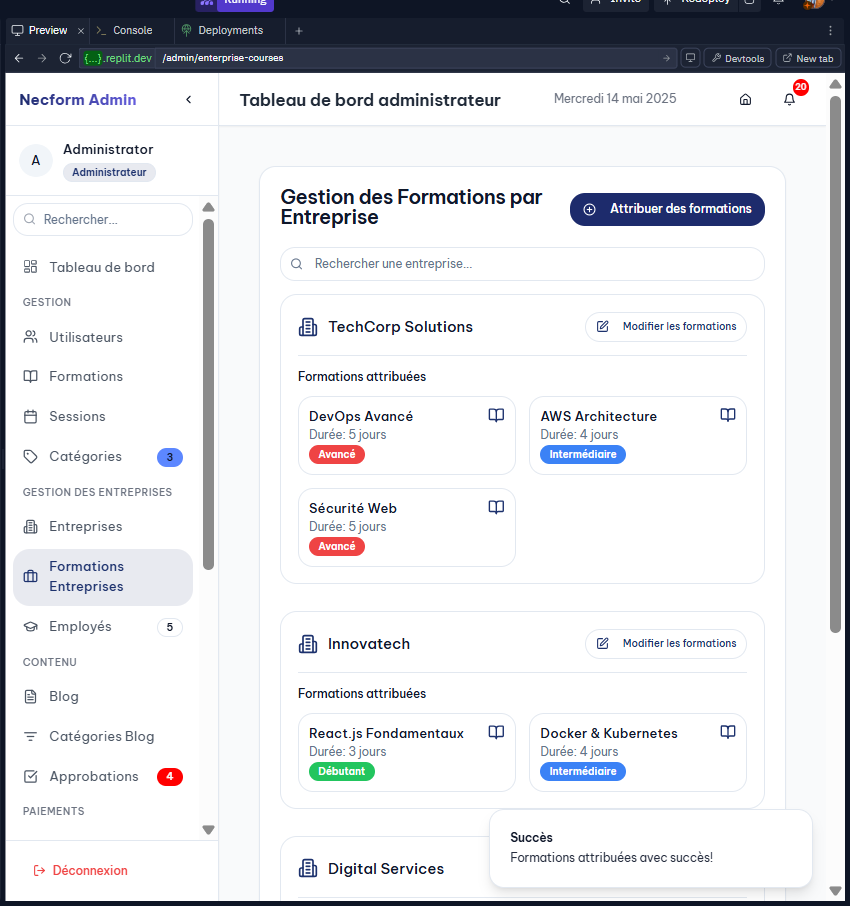 Running
Invite
Redeploy
Preview
Console
Deployments
{...}.replit.dev
/admin/enterprise-courses
Devtools
New tab
Necform Admin
Tableau de bord administrateur
Mercredi 14 mai 2025
20
A
Administrator
Administrateur
Rechercher...
Tableau de bord
GESTION
Utilisateurs
Formations
Sessions
Catégories
3
GESTION DES ENTREPRISES
Entreprises
Formations
Entreprises
Employés
5
CONTENU
Blog
Catégories Blog
Approbations
4
PAIEMENTS
Déconnexion
Gestion des Formations par
Entreprise
Attribuer des formations
Rechercher une entreprise...
TechCorp Solutions
Modifier les formations
Formations attribuées
DevOps Avancé
Durée: 5 jours
Avancé
AWS Architecture
Durée: 4 jours
Intermédiaire
Sécurité Web
Durée: 5 jours
Avancé
Innovatech
Modifier les formations
Formations attribuées
React.js Fondamentaux
Durée: 3 jours
Débutant
Docker & Kubernetes
Durée: 4 jours
Intermédiaire
Digital Services
Succès
Formations attribuées avec succès!